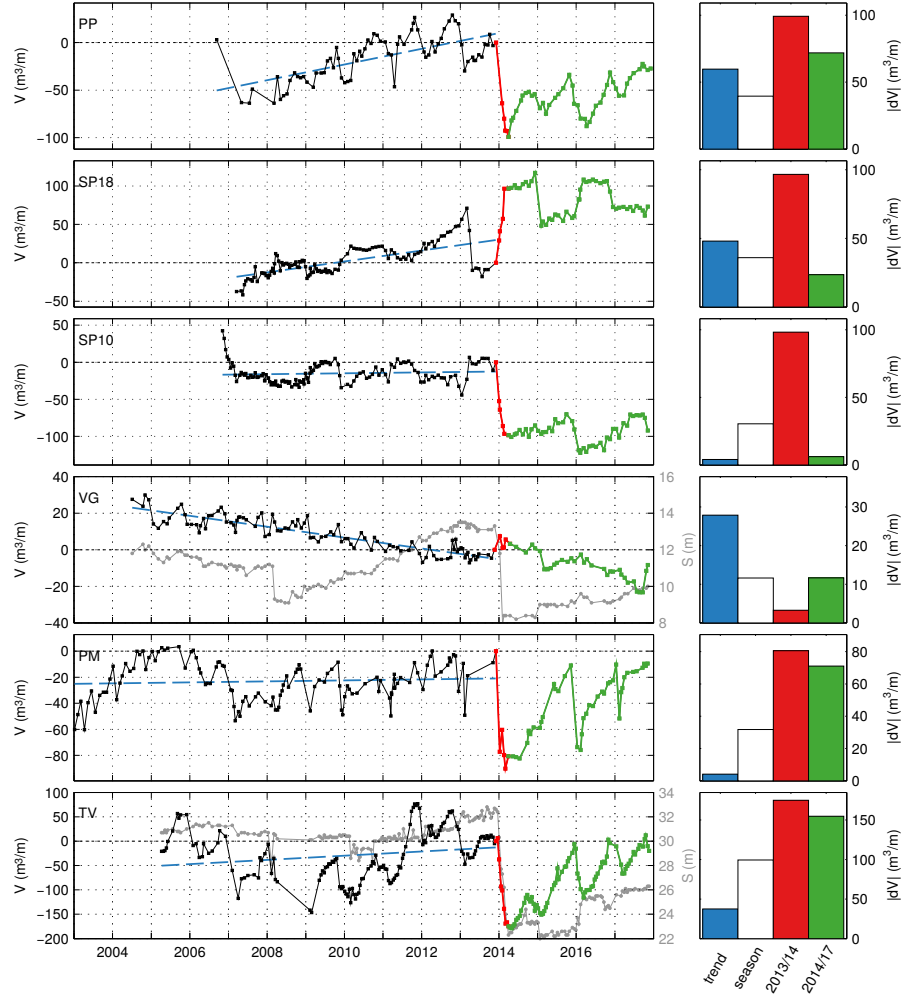 PP
V (m³/m)
0
−50
−100
100
50
0
|dV| (m³/m)
SP18
V (m³/m)
100
50
0
−50
100
50
0
|dV| (m³/m)
SP10
V (m³/m)
50
0
−50
−100
100
50
0
|dV| (m³/m)
VG
V (m³/m)
40
20
0
−20
−40
16
14
12
10
8
S (m)
30
20
10
0
|dV| (m³/m)
PM
V (m³/m)
0
−20
−40
−60
−80
80
60
40
20
0
|dV| (m³/m)
TV
V (m³/m)
100
50
0
−50
−100
−150
−200
34
32
30
28
26
24
22
S (m)
150
100
50
0
|dV| (m³/m)
2004 2006 2008 2010 2012 2014 2016
trend season 2013/14 2014/17